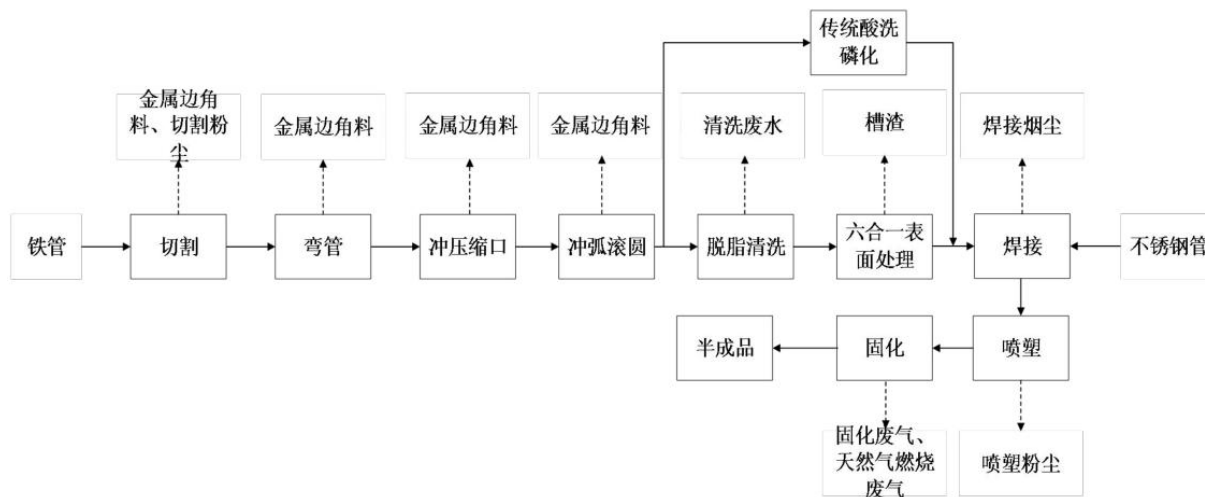 传统酸洗
磷化
金属边角
料、切割粉
尘
金属边角料
金属边角料
金属边角料
清洗废水
槽渣
焊接烟尘
铁管
切割
弯管
冲压缩口
冲弧滚圆
脱脂清洗
六合一表
面处理
焊接
不锈钢管
半成品
固化
喷塑
固化废气、
天然气燃烧
废气
喷塑粉尘